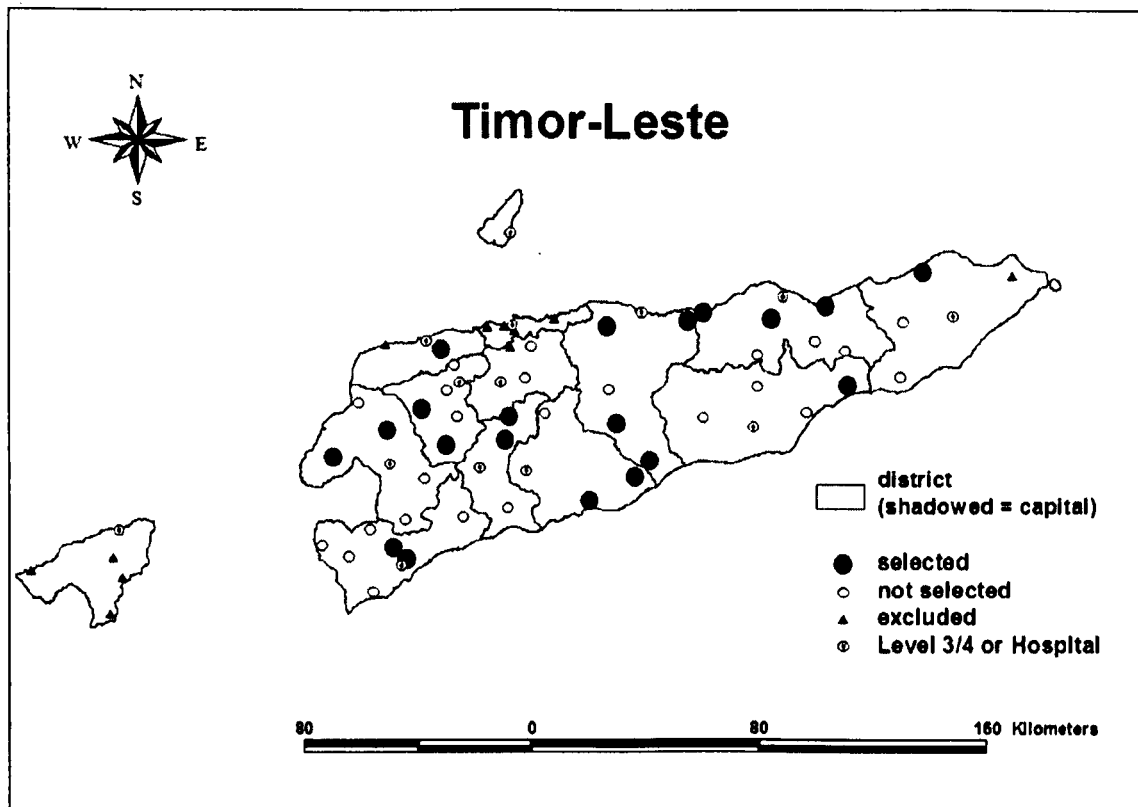 N
Timor-Leste
W E
S
district
(shadowed = capital)
selected
not selected
excluded
Level 3/4 or Hospital
80 0 80 160 Kilometers